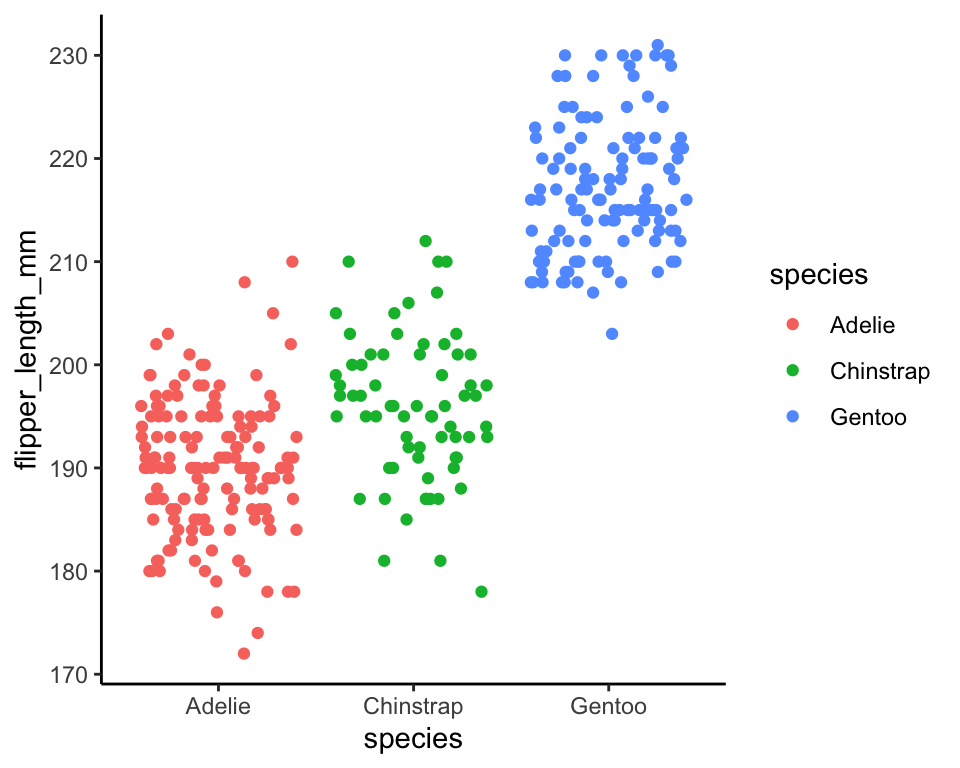 flipper_length_mm
230
220
210
200
190
180
170
Adelie Chinstrap Gentoo
species
species
Adelie
Chinstrap
Gentoo